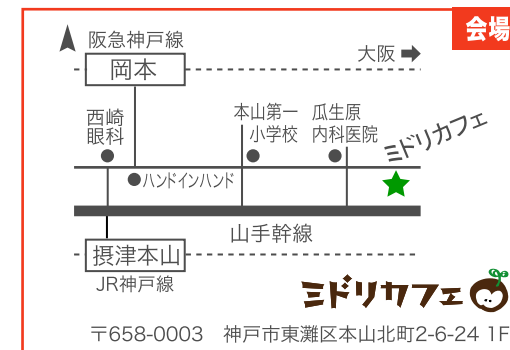 会場
阪急神戸線
大阪
岡本
西崎
眼科
本山第一
小学校
瓜生原
内科医院
ミドリカフェ
ハンドインハンド
山手幹線
摂津本山
JR神戸線
ミドリカフェ
〒658-0003 神戸市東灘区本山北町2-6-24 1F